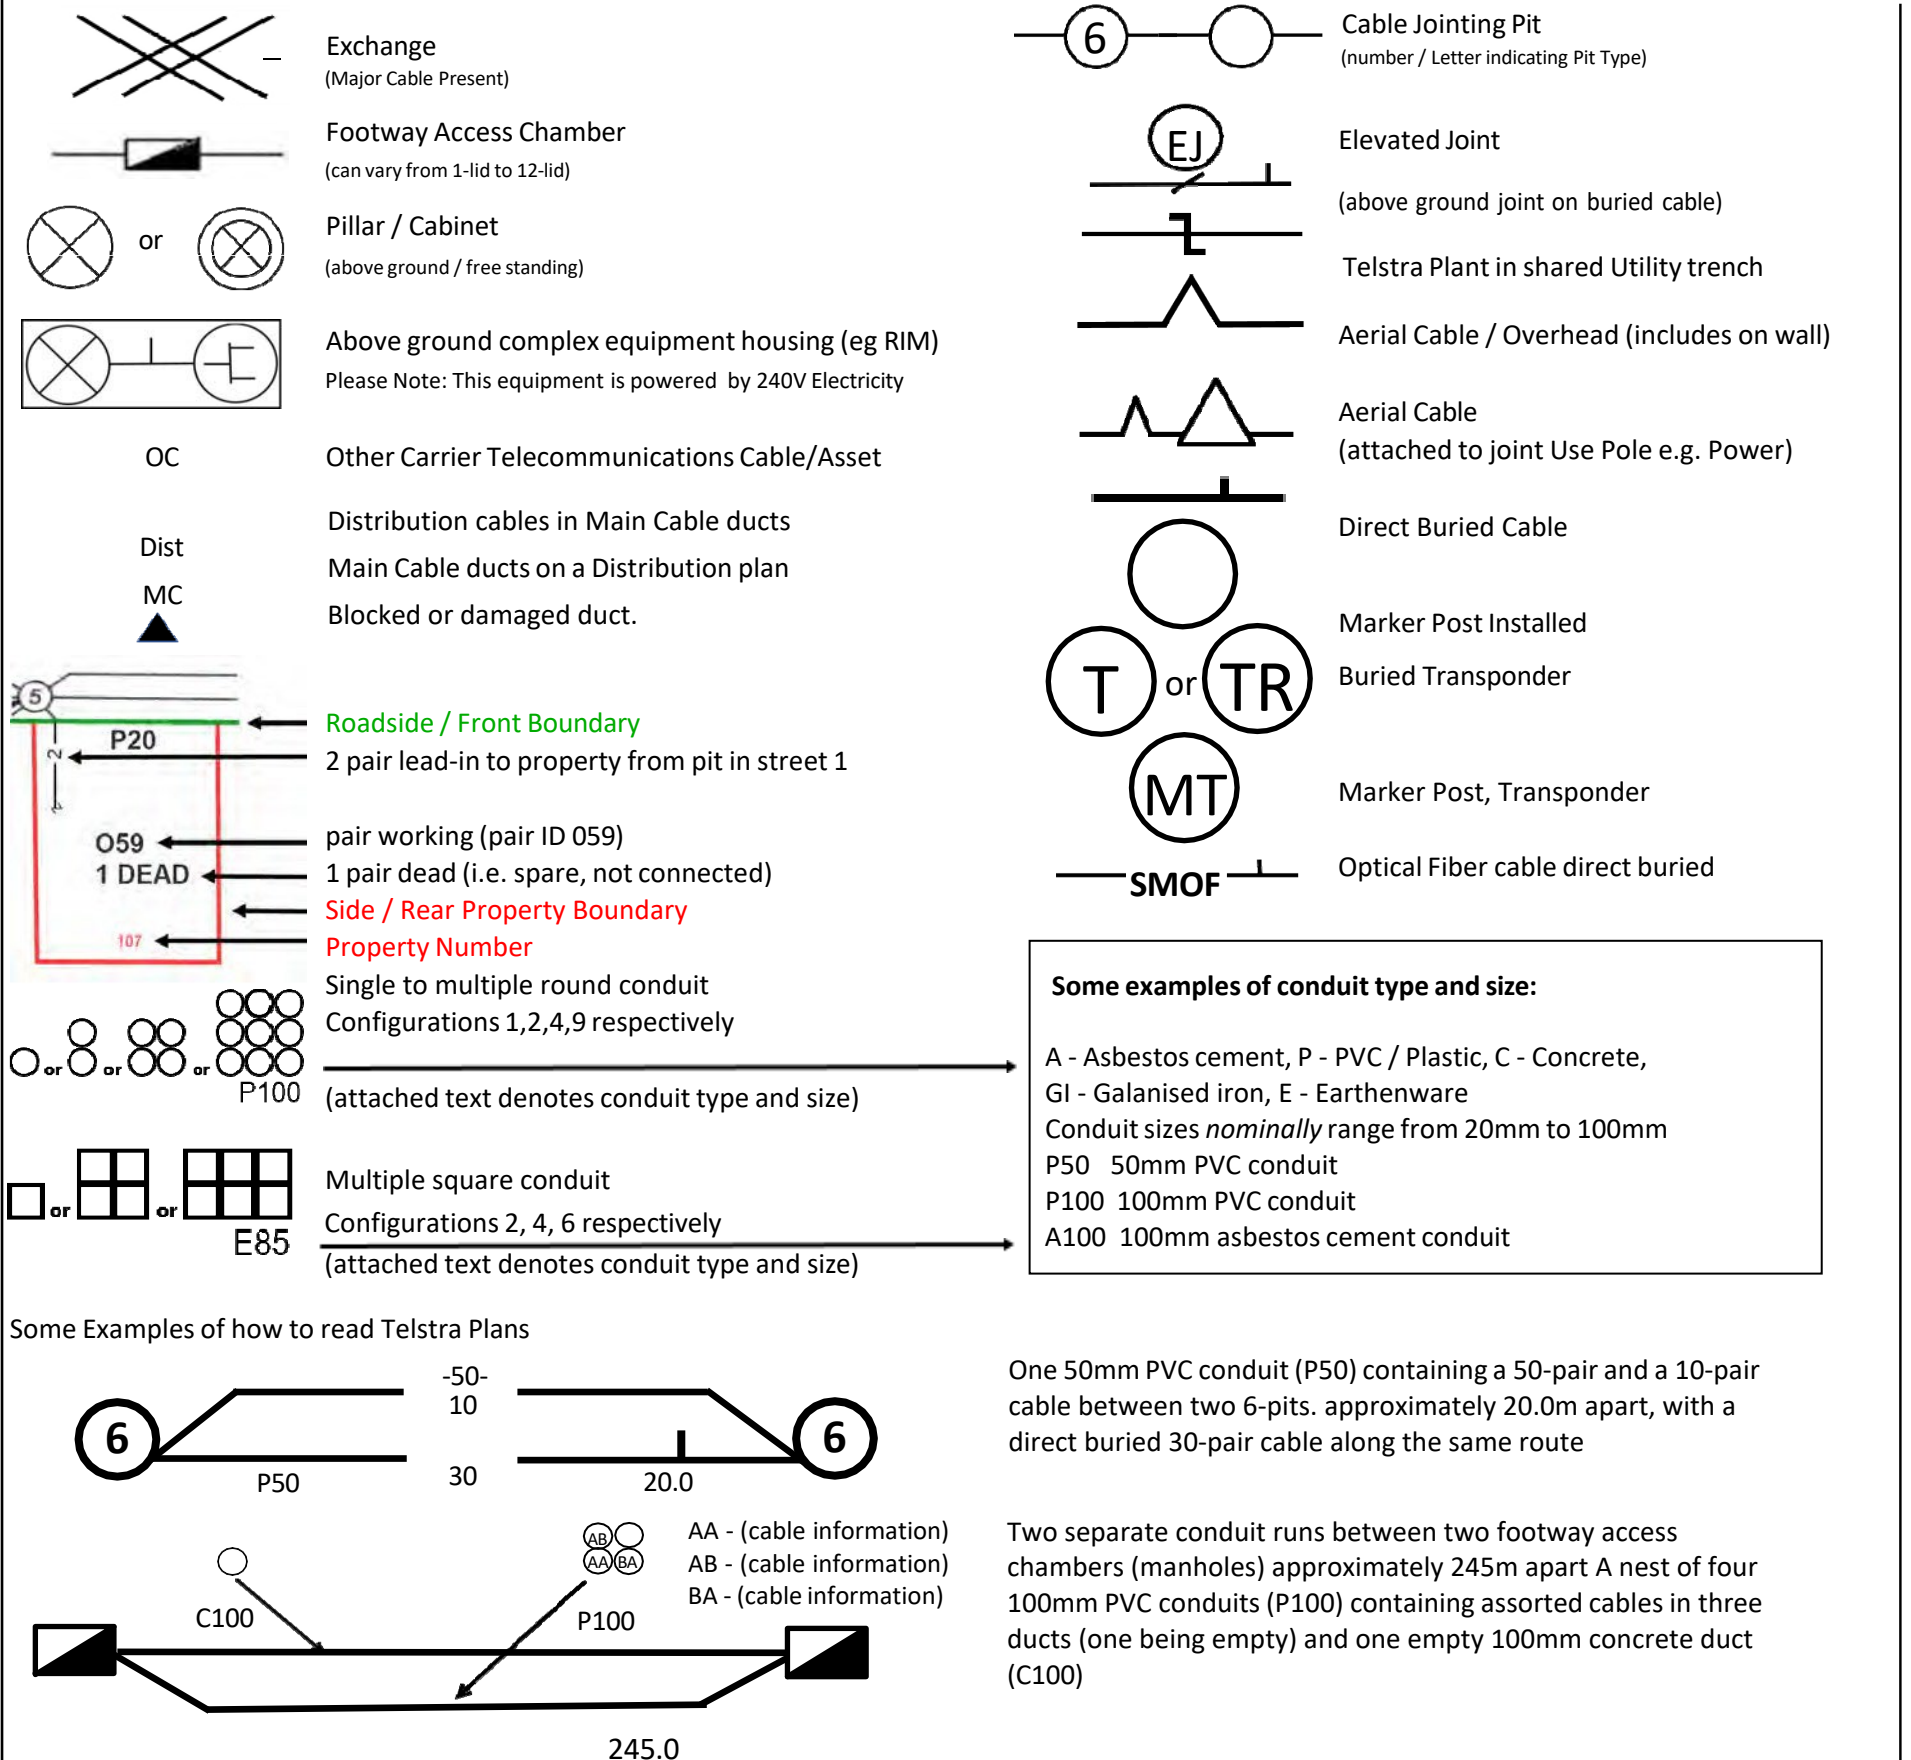 Exchange
(Major Cable Present)
Footway Access Chamber
(can vary from 1-lid to 12-lid)
or
Pillar / Cabinet
(above ground / free standing)
Above ground complex equipment housing (eg RIM)
Please Note: This equipment is powered by 240V Electricity
OC
Other Carrier Telecommunications Cable/Asset
Distribution cables in Main Cable ducts
Dist
Main Cable ducts on a Distribution plan
MC
Blocked or damaged duct.
5
Roadside / Front Boundary
P20
2
2 pair lead-in to property from pit in street 1
O59
pair working (pair ID 059)
1 DEAD
1 pair dead (i.e. spare, not connected)
Side / Rear Property Boundary
107
Property Number
Single to multiple round conduit
Configurations 1,2,4,9 respectively
or or or
P100
(attached text denotes conduit type and size)
Multiple square conduit
or or
Configurations 2, 4, 6 respectively
E85
(attached text denotes conduit type and size)
6
Cable Jointing Pit
(number / Letter indicating Pit Type)
EJ
Elevated Joint
(above ground joint on buried cable)
Telstra Plant in shared Utility trench
Aerial Cable / Overhead (includes on wall)
Aerial Cable
(attached to joint Use Pole e.g. Power)
Direct Buried Cable
Marker Post Installed
T or TR
Buried Transponder
MT
Marker Post, Transponder
SMOF
Optical Fiber cable direct buried
Some examples of conduit type and size:
A - Asbestos cement, P - PVC / Plastic, C - Concrete,
GI - Galanised iron, E - Earthenware
Conduit sizes nominally range from 20mm to 100mm
P50 50mm PVC conduit
P100 100mm PVC conduit
A100 100mm asbestos cement conduit
Some Examples of how to read Telstra Plans
-50-
10
6 6
P50 30 20.0
One 50mm PVC conduit (P50) containing a 50-pair and a 10-pair
cable between two 6-pits. approximately 20.0m apart, with a
direct buried 30-pair cable along the same route
AB
AA BA
AA - (cable information)
AB - (cable information)
BA - (cable information)
C100
P100
245.0
Two separate conduit runs between two footway access
chambers (manholes) approximately 245m apart A nest of four
100mm PVC conduits (P100) containing assorted cables in three
ducts (one being empty) and one empty 100mm concrete duct
(C100)